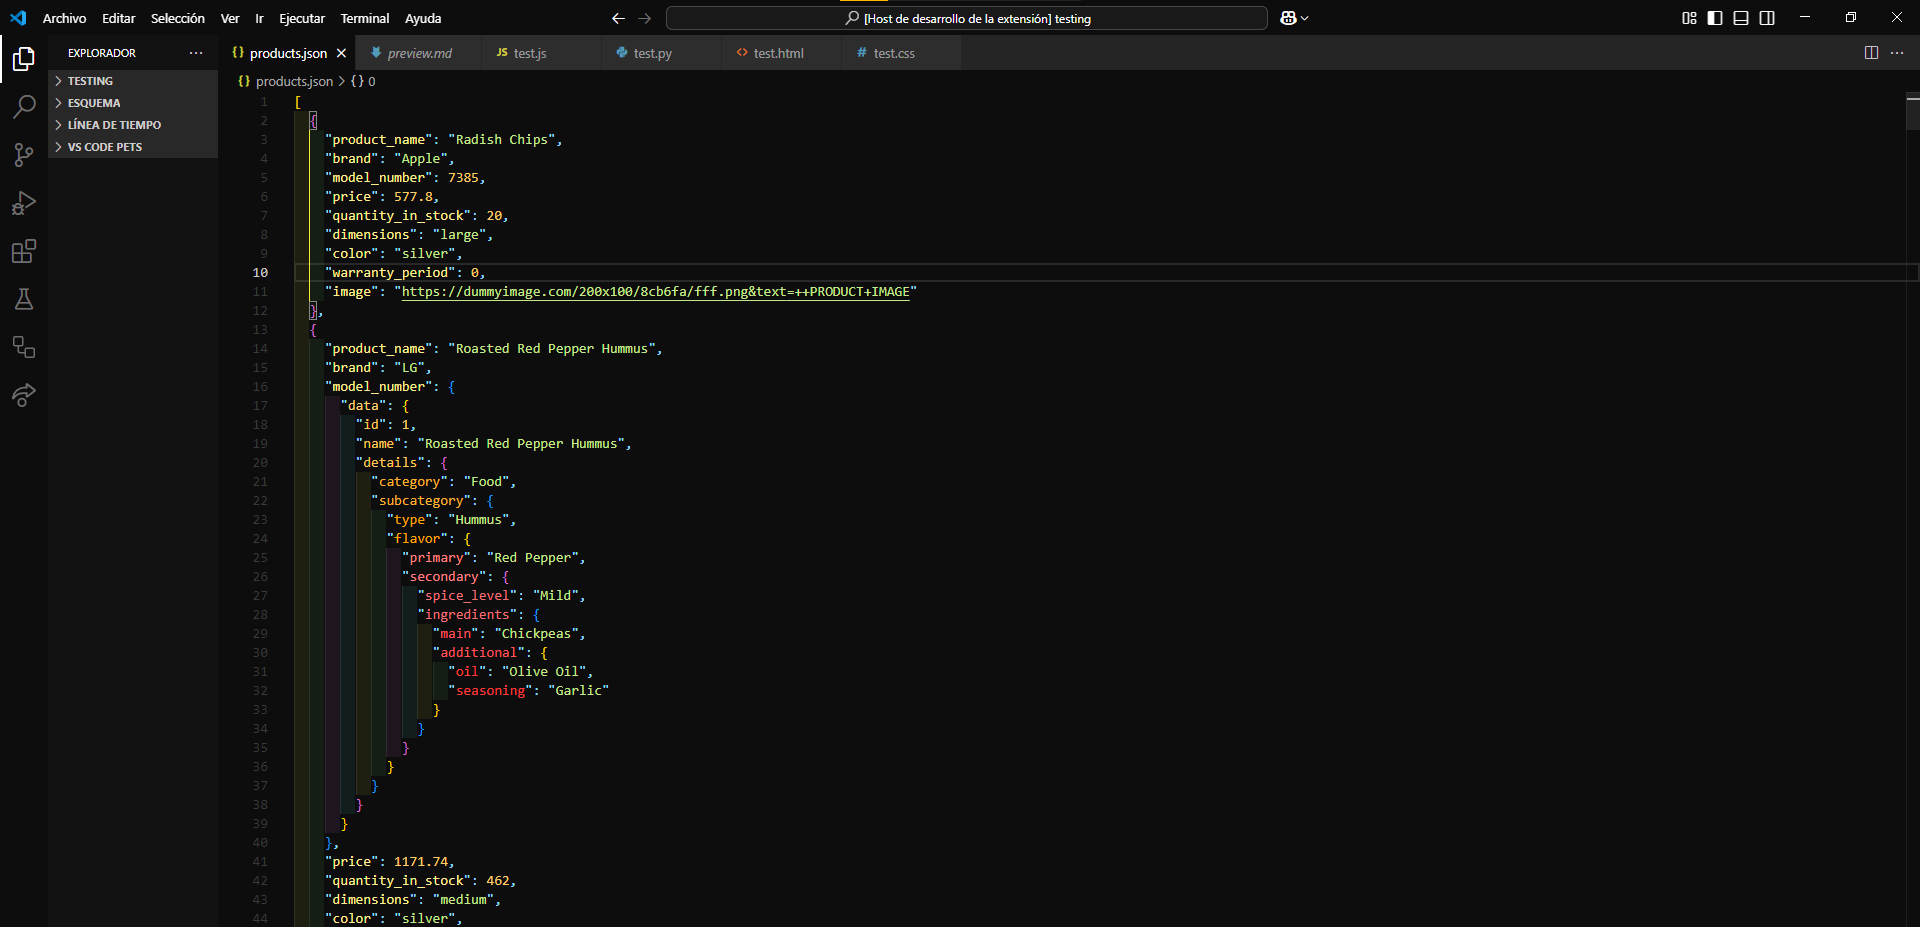 Archivo Editar Selección Ver Ir Ejecutar Terminal Ayuda
[Host de desarrollo de la extensión] testing
EXPLORADOR
TESTING
ESQUEMA
LÍNEA DE TIEMPO
VS CODE PETS
products.json preview.md test.js test.py test.html test.css
products.json > {} 0
1 [
2 {
3 "product_name": "Radish Chips",
4 "brand": "Apple",
5 "model_number": 7385,
6 "price": 577.8,
7 "quantity_in_stock": 20,
8 "dimensions": "large",
9 "color": "silver",
10 "warranty_period": 0,
11 "image": "https://dummyimage.com/200x100/8cb6fa/fff.png&text=++PRODUCT+IMAGE"
12 },
13 {
14 "product_name": "Roasted Red Pepper Hummus",
15 "brand": "LG",
16 "model_number": {
17 "data": {
18 "id": 1,
19 "name": "Roasted Red Pepper Hummus",
20 "details": {
21 "category": "Food",
22 "subcategory": {
23 "type": "Hummus",
24 "flavor": {
25 "primary": "Red Pepper",
26 "secondary": {
27 "spice_level": "Mild",
28 "ingredients": {
29 "main": "Chickpeas",
30 "additional": {
31 "oil": "Olive Oil",
32 "seasoning": "Garlic"
33 }
34 }
35 }
36 }
37 }
38 }
39 }
40 },
41 "price": 1171.74,
42 "quantity_in_stock": 462,
43 "dimensions": "medium",
44 "color": "silver",